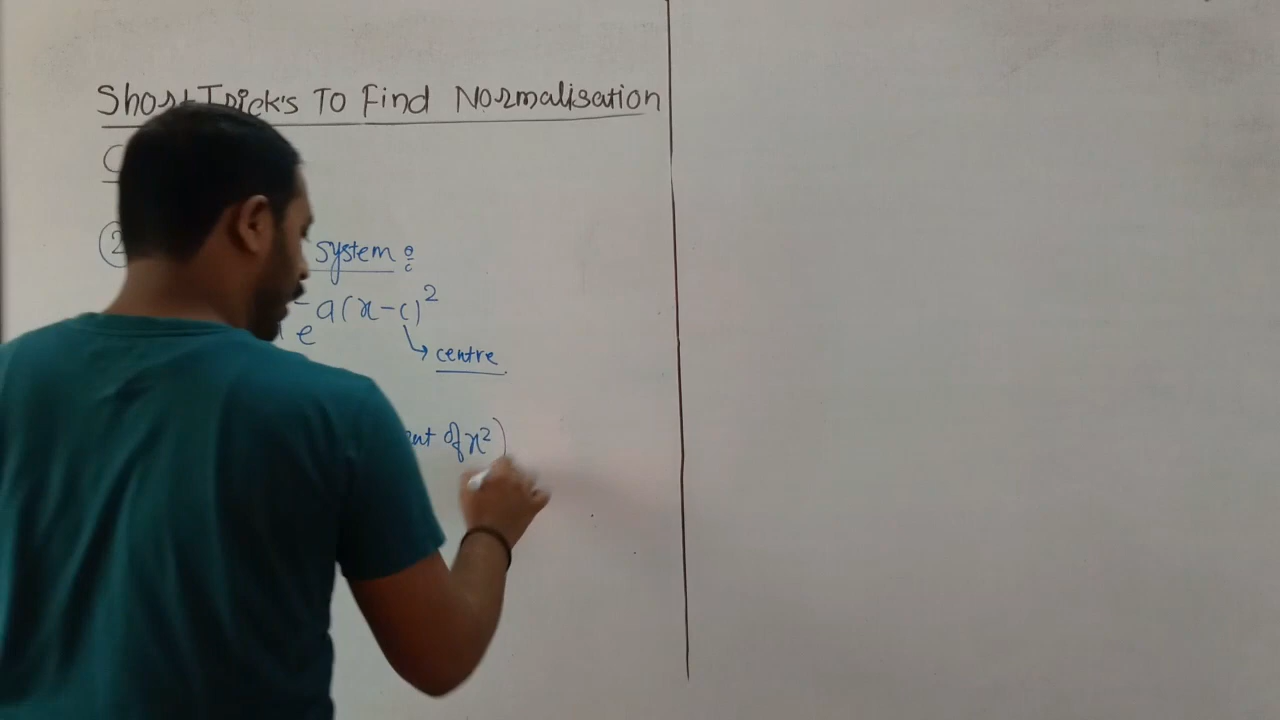 Short Trick's To Find Normalisation
C
② System :
e^-a(x-c)^2
↳ centre
of x²)